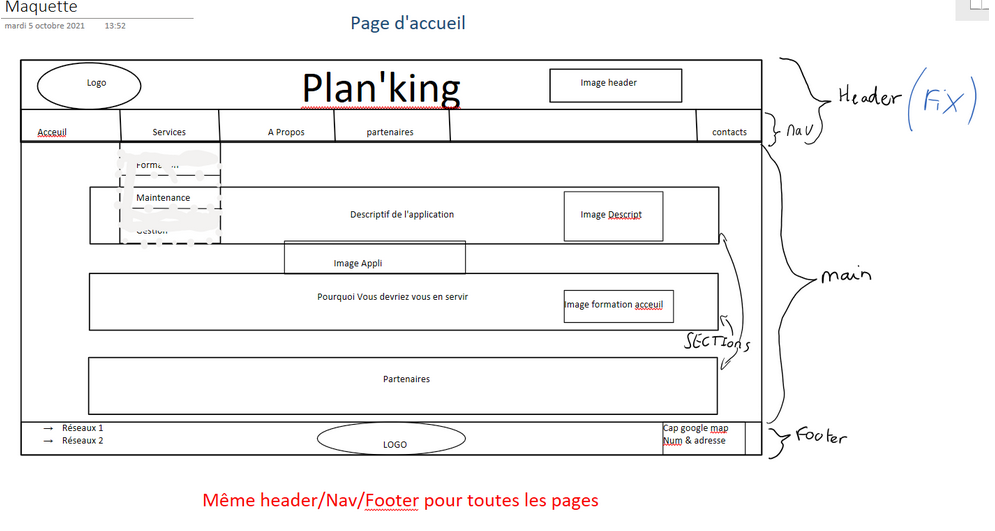 Maquette
mardi 5 octobre 2021 13:52
Page d'accueil
Logo
Plan'king
Image header
Header (Fix)
Acceuil
Services
A Propos
partenaires
contacts
nav
Maintenance
Descriptif de l'application
Image Descript
Image Appli
main
Pourquoi Vous devriez vous en servir
Image formation acceuil
SECTIons
Partenaires
→ Réseaux 1
→ Réseaux 2
LOGO
Cap google map
Num & adresse
Footer
Même header/Nav/Footer pour toutes les pages